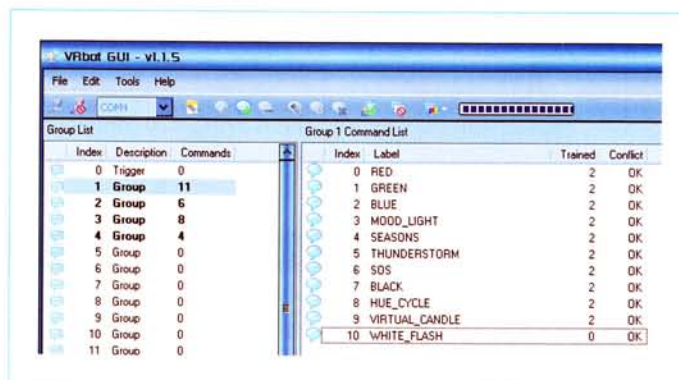 VRbot GUI - v1.1.5
File Edit Tools Help
COM4
Group List
Index Description Commands
0 Trigger 0
1 Group 11
2 Group 6
3 Group 8
4 Group 4
5 Group 0
6 Group 0
7 Group 0
8 Group 0
9 Group 0
10 Group 0
11 Group 0
Group 1 Command List
Index Label Trained Conflict
0 RED 2 OK
1 GREEN 2 OK
2 BLUE 2 OK
3 MOOD_LIGHT 2 OK
4 SEASONS 2 OK
5 THUNDERSTORM 2 OK
6 SOS 2 OK
7 BLACK 2 OK
8 HUE_CYCLE 2 OK
9 VIRTUAL_CANDLE 2 OK
10 WHITE_FLASH 0 OK